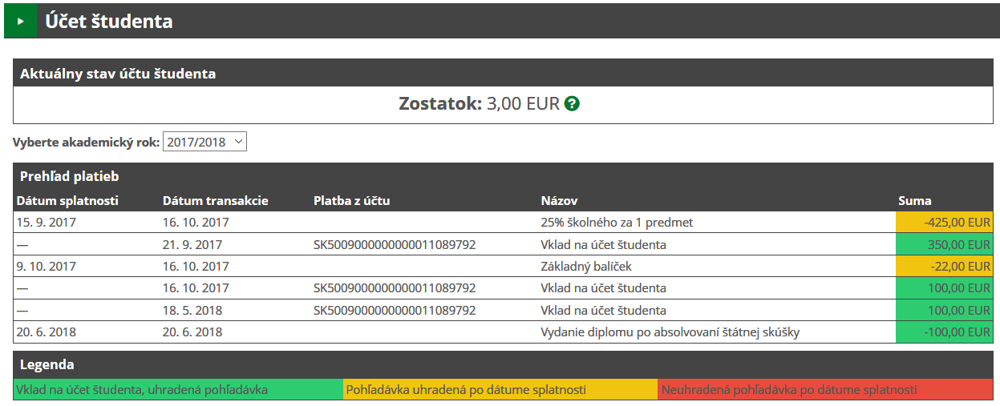 Účet študenta
Aktuálny stav účtu študenta
Zostatok: 3,00 EUR ?
Vyberte akademický rok: 2017/2018
Prehľad platieb
Dátum splatnosti Dátum transakcie Platba z účtu Názov Suma
15. 9. 2017 16. 10. 2017 25% školného za 1 predmet -425,00 EUR
— 21. 9. 2017 SK5009000000000011089792 Vklad na účet študenta 350,00 EUR
9. 10. 2017 16. 10. 2017 Základný balíček -22,00 EUR
— 16. 10. 2017 SK5009000000000011089792 Vklad na účet študenta 100,00 EUR
— 18. 5. 2018 SK5009000000000011089792 Vklad na účet študenta 100,00 EUR
20. 6. 2018 20. 6. 2018 Vydanie diplomu po absolvovaní štátnej skúšky -100,00 EUR
Legenda
Vklad na účet študenta, uhradená pohľadávka Pohľadávka uhradená po dátume splatnosti Neuhradená pohľadávka po dátume splatnosti